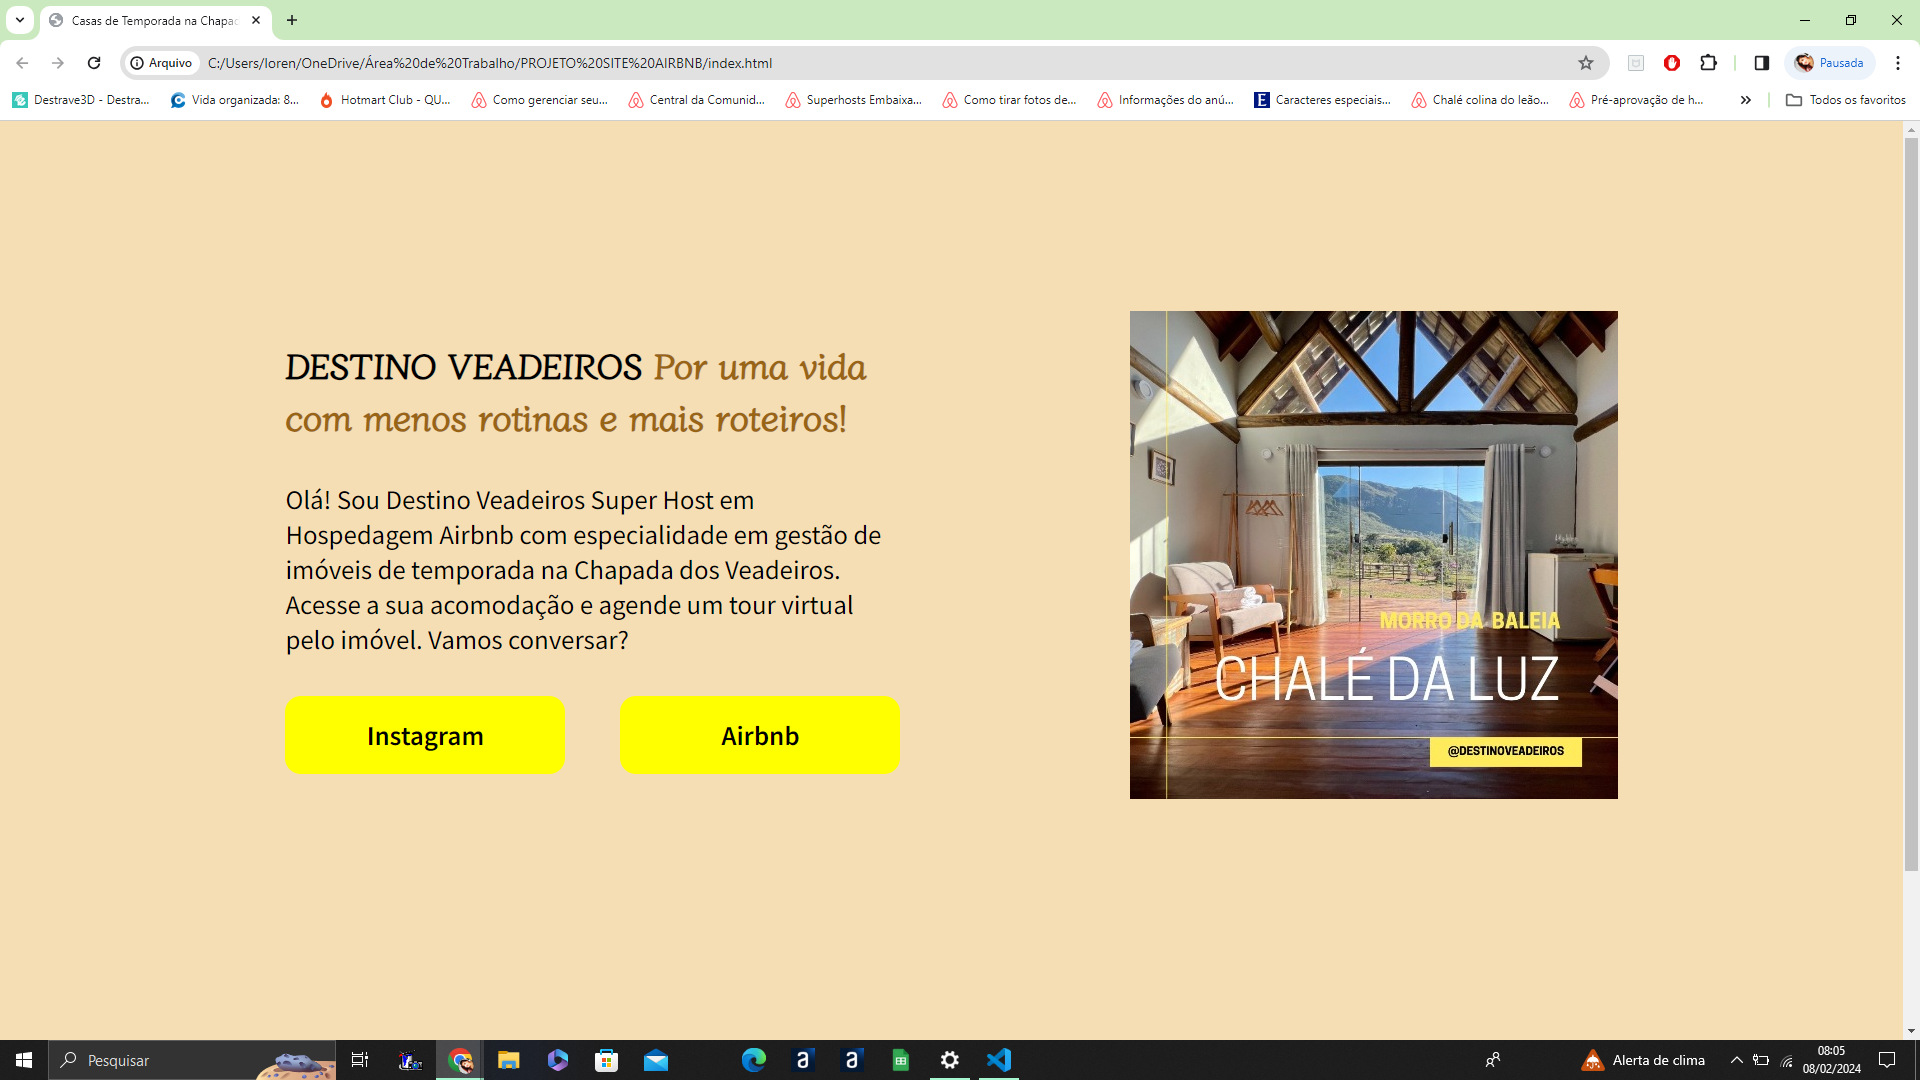 Casas de Temporada na Chapac
Arquivo
C:/Users/loren/OneDrive/Área%20de%20Trabalho/PROJETO%20SITE%20AIRBNB/index.html
Pausada
Destrave3D - Destra...
Vida organizada: 8...
Hotmart Club - QU...
Como gerenciar seu...
Central da Comunid...
Superhosts Embaixa...
Como tirar fotos de...
Informações do anú...
Caracteres especiais...
Chalé colina do leão...
Pré-aprovação de h...
Todos os favoritos
DESTINO VEADEIROS Por uma vida
com menos rotinas e mais roteiros!
Olá! Sou Destino Veadeiros Super Host em
Hospedagem Airbnb com especialidade em gestão de
imóveis de temporada na Chapada dos Veadeiros.
Acesse a sua acomodação e agende um tour virtual
pelo imóvel. Vamos conversar?
Instagram
Airbnb
MORRO DA BALEIA
CHALÉ DA LUZ
@DESTINOVEADEIROS
Pesquisar
Alerta de clima
08:05
08/02/2024